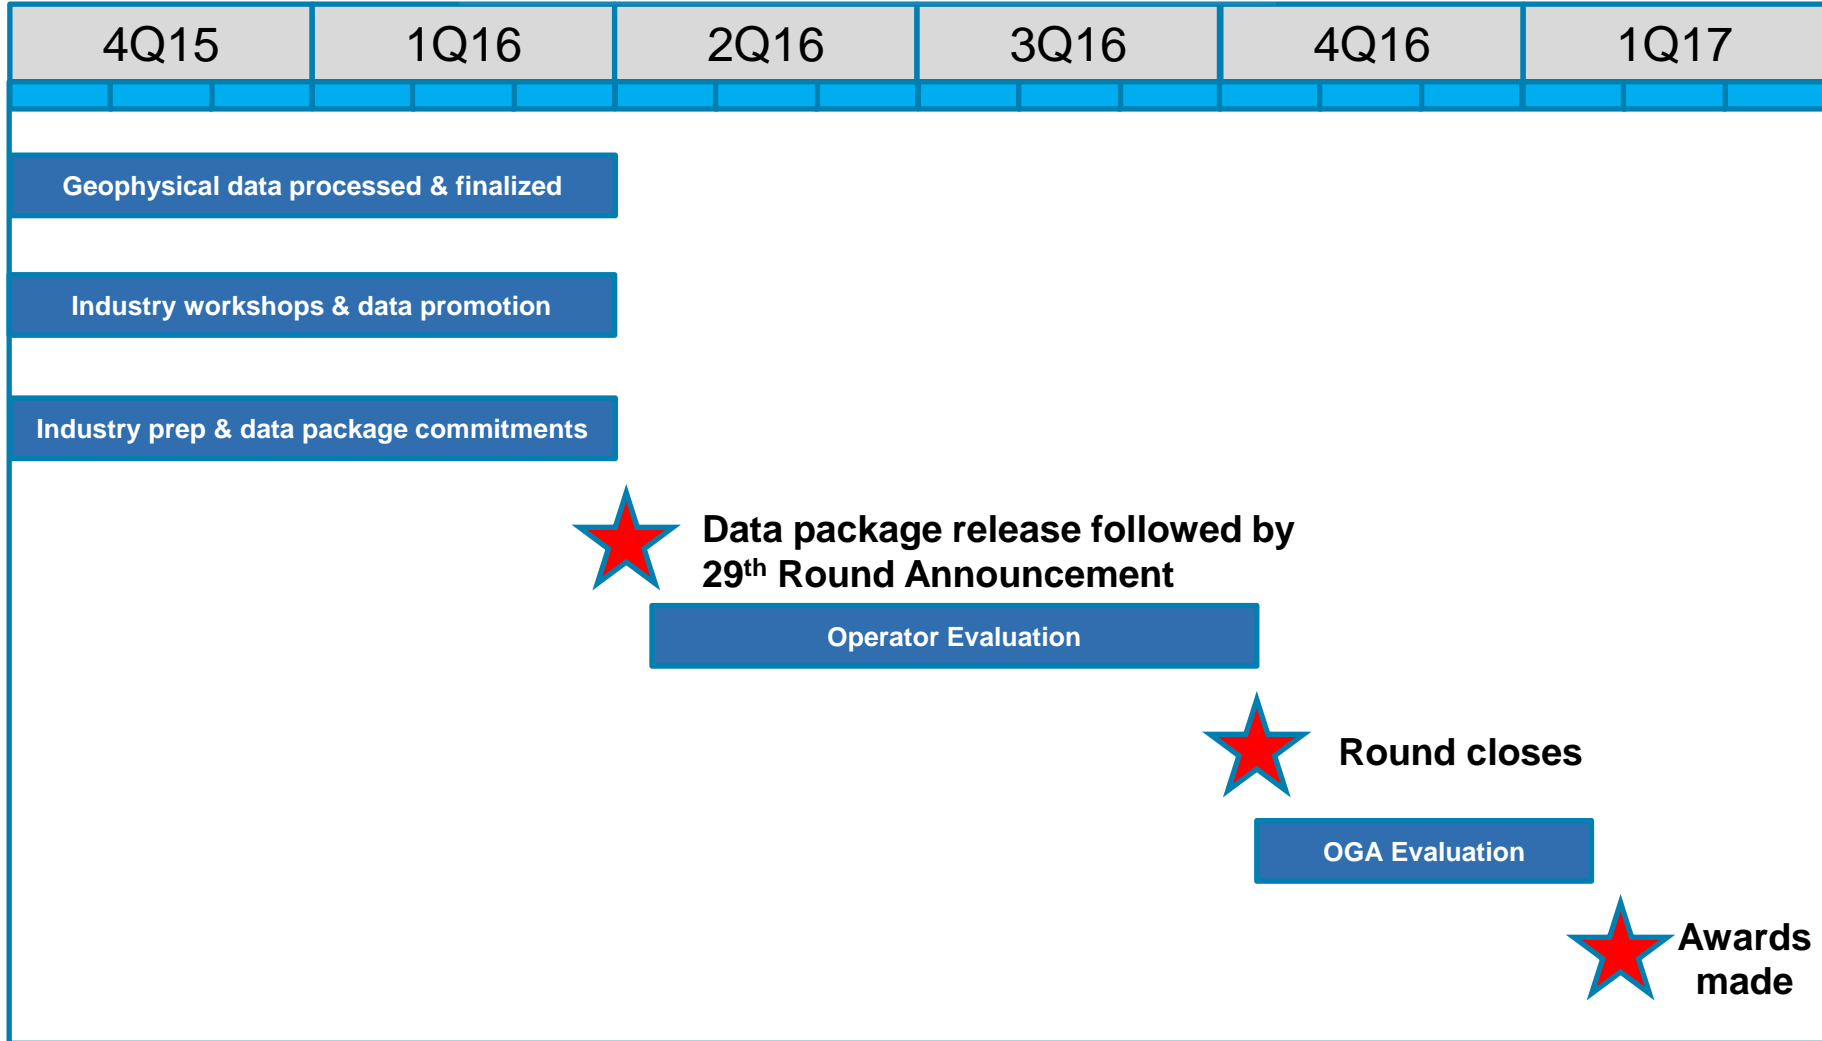 4Q15 1Q16 2Q16 3Q16 4Q16 1Q17
Geophysical data processed & finalized
Industry workshops & data promotion
Industry prep & data package commitments
Data package release followed by
29th Round Announcement
Operator Evaluation
Round closes
OGA Evaluation
Awards
made